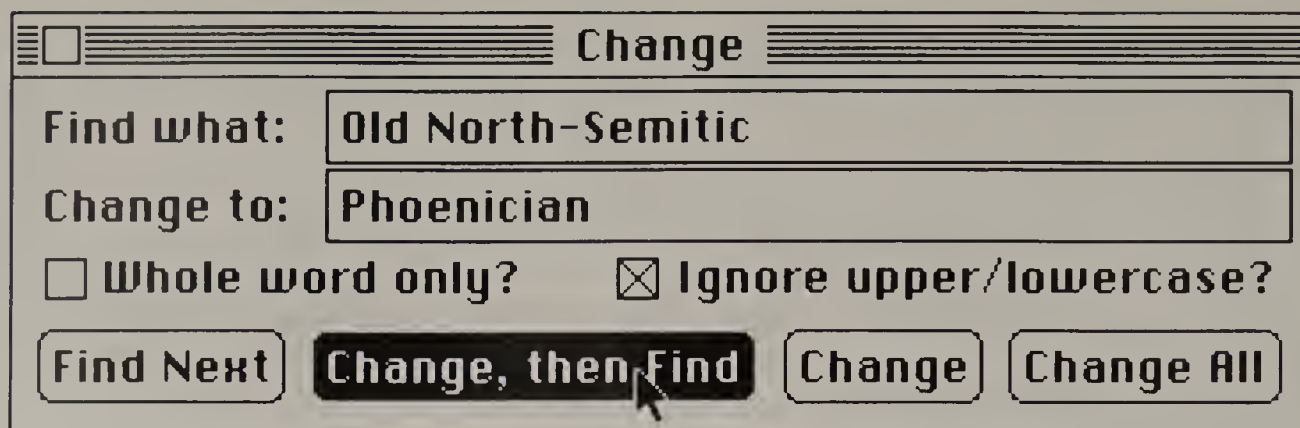 Change
Find what: Old North-Semitic
Change to: Phoenician
Whole word only? Ignore upper/lowercase?
Find Next Change, then Find Change Change All